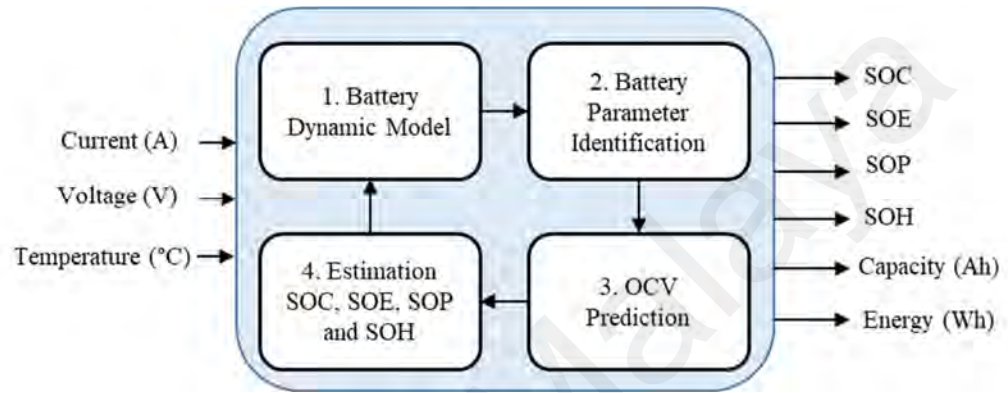 Current (A)
Voltage (V)
Temperature (°C)
1. Battery
Dynamic Model
2. Battery
Parameter
Identification
3. OCV
Prediction
4. Estimation
SOC, SOE, SOP
and SOH
SOC
SOE
SOP
SOH
Capacity (Ah)
Energy (Wh)
Malaya